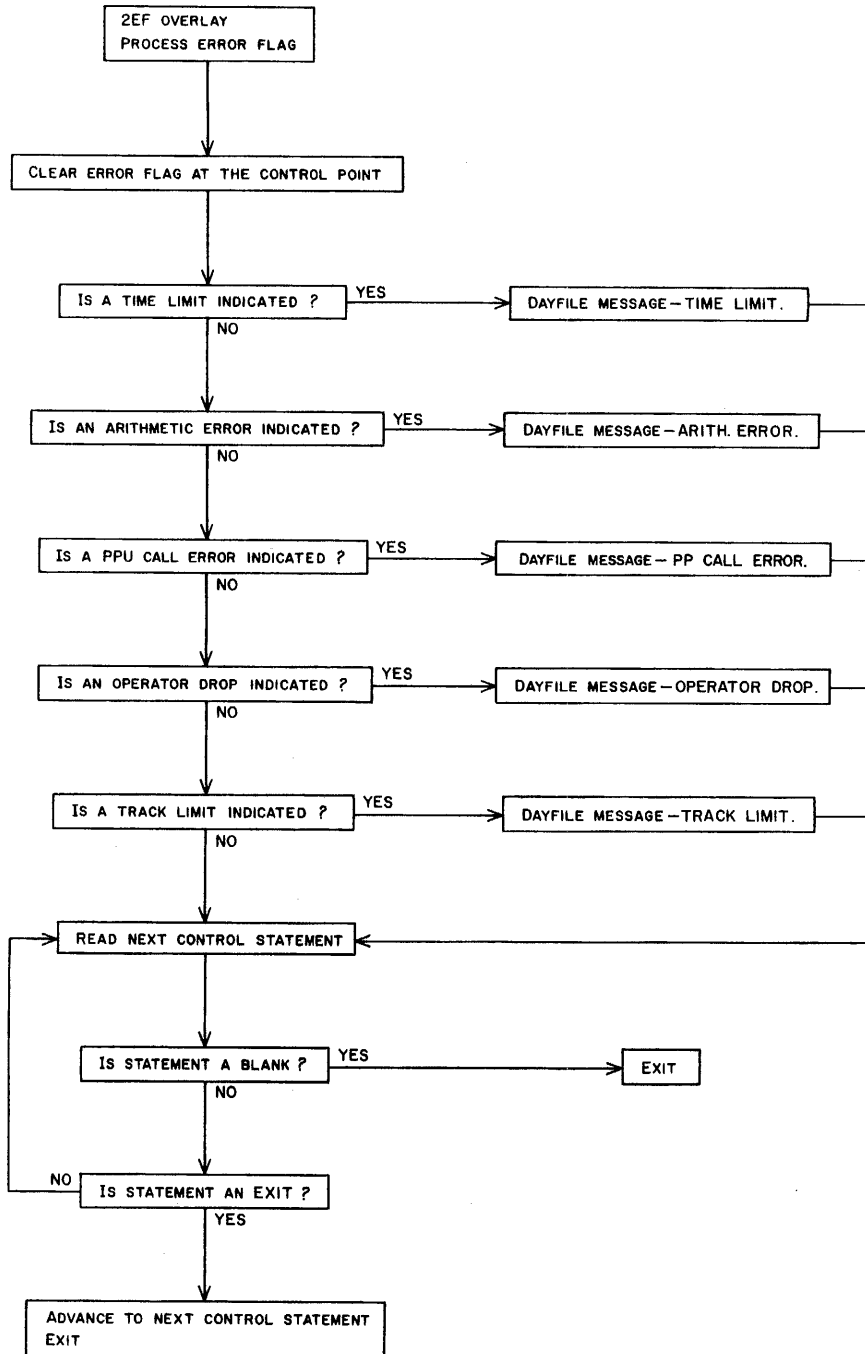 2EF OVERLAY
PROCESS ERROR FLAG
CLEAR ERROR FLAG AT THE CONTROL POINT
IS A TIME LIMIT INDICATED ?
YES
DAYFILE MESSAGE—TIME LIMIT.
NO
IS AN ARITHMETIC ERROR INDICATED ?
YES
DAYFILE MESSAGE—ARITH. ERROR.
NO
IS A PPU CALL ERROR INDICATED ?
YES
DAYFILE MESSAGE— PP CALL ERROR.
NO
IS AN OPERATOR DROP INDICATED ?
YES
DAYFILE MESSAGE—OPERATOR DROP.
NO
IS A TRACK LIMIT INDICATED ?
YES
DAYFILE MESSAGE—TRACK LIMIT.
NO
READ NEXT CONTROL STATEMENT
IS STATEMENT A BLANK ?
YES
EXIT
NO
NO
IS STATEMENT AN EXIT ?
YES
ADVANCE TO NEXT CONTROL STATEMENT
EXIT